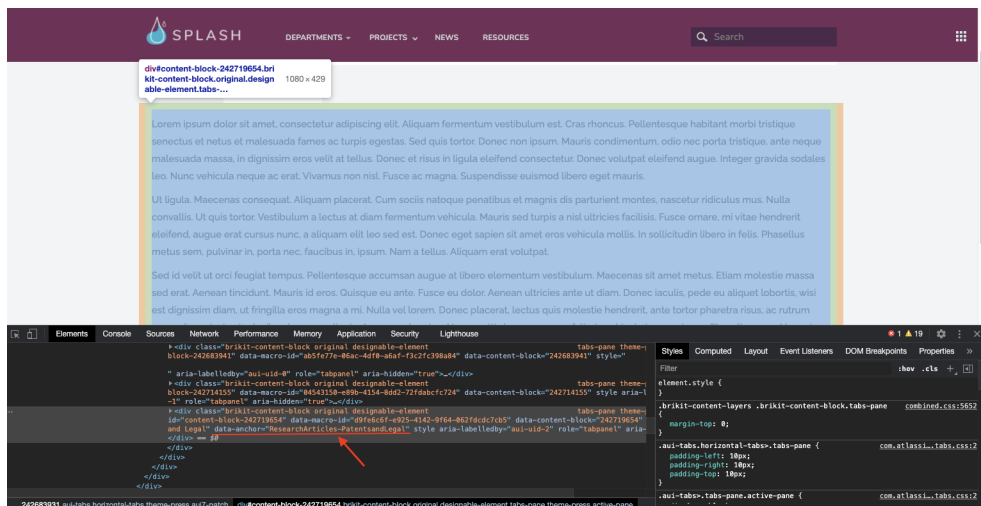 SPLASH DEPARTMENTS PROJECTS NEWS RESOURCES Search
div#content-block-242719654.bri
kit-content-block.original.design 1080 × 429
able-element.tabs-...
Lorem ipsum dolor sit amet, consectetur adipiscing elit. Aliquam fermentum vestibulum est. Cras rhoncus. Pellentesque habitant morbi tristique
senectus et netus et malesuada fames ac turpis egestas. Sed quis tortor. Donec non ipsum. Mauris condimentum, odio nec porta tristique, ante neque
malesuada massa, in dignissim eros velit at tellus. Donec et risus in ligula eleifend consectetur. Donec volutpat eleifend augue. Integer gravida sodales
leo. Nunc vehicula neque ac erat. Vivamus non nisl. Fusce ac magna. Suspendisse euismod libero eget mauris.
Ut ligula. Maecenas consequat. Aliquam placerat. Cum sociis natoque penatibus et magnis dis parturient montes, nascetur ridiculus mus. Nulla
convallis. Ut quis tortor. Vestibulum a lectus at diam fermentum vehicula. Mauris sed turpis a nisl ultricies facilisis. Fusce ornare, mi vitae hendrerit
eleifend, augue erat cursus nunc, a aliquam elit leo sed est. Donec eget sapien sit amet eros vehicula mollis. In sollicitudin libero in felis. Phasellus
metus sem, pulvinar in, porta nec, faucibus in, ipsum. Nam a tellus. Aliquam erat volutpat.
Sed id velit ut orci feugiat tempus. Pellentesque accumsan augue at libero elementum vestibulum. Maecenas sit amet metus. Etiam molestie massa
sed erat. Aenean tincidunt. Mauris id eros. Quisque eu ante. Fusce eu dolor. Aenean ultricies ante ut diam. Donec iaculis, pede eu aliquet lobortis, wisi
est dignissim diam, ut fringilla eros magna a mi. Nulla vel lorem. Donec placerat, lectus quis molestie hendrerit, ante tortor pharetra risus, ac rutrum
Elements Console Sources Network Performance Memory Application Security Lighthouse 1 19
<div class="brikit-content-block original designable-element tabs-pane theme-
block-242683941" data-macro-id="ab5fe77e-06ac-4df0-a6af-f3c2fc398a84" data-content-block="242683941" style="
" aria-labelledby="aui-uid-0" role="tabpanel" aria-hidden="true">…</div>
<div class="brikit-content-block original designable-element tabs-pane theme-
block-242714155" data-macro-id="04543150-e89b-4154-8dd2-72fdabcfc724" data-content-block="242714155" style aria-l
-1" role="tabpanel" aria-hidden="true">…</div>
<div class="brikit-content-block original designable-element tabs-pane theme-
id="content-block-242719654" data-macro-id="d9fe6c6f-e925-4142-9f64-062fdcdc7cb5" data-content-block="242719654"
and Legal" data-anchor="ResearchArticles-PatentsandLegal" style aria-labelledby="aui-uid-2" role="tabpanel" aria-
</div> == $0
</div>
</div>
</div>
</div>
242683931.aui-tabs.horizontal-tabs.theme-press.aui7-patch div#content-block-242719654.brikit-content-block.original.designable-element.tabs-pane.theme-press.active-pane
Styles Computed Layout Event Listeners DOM Breakpoints Properties »
Filter :hov .cls +
element.style {
}
.brikit-content-layers .brikit-content-block.tabs-pane combined.css:5652
{
margin-top: 0;
}
.aui-tabs.horizontal-tabs>.tabs-pane { com.atlassi…tabs.css:2
padding-left: 10px;
padding-right: 10px;
padding-top: 10px;
}
.aui-tabs>.tabs-pane.active-pane { com.atlassi…tabs.css:2